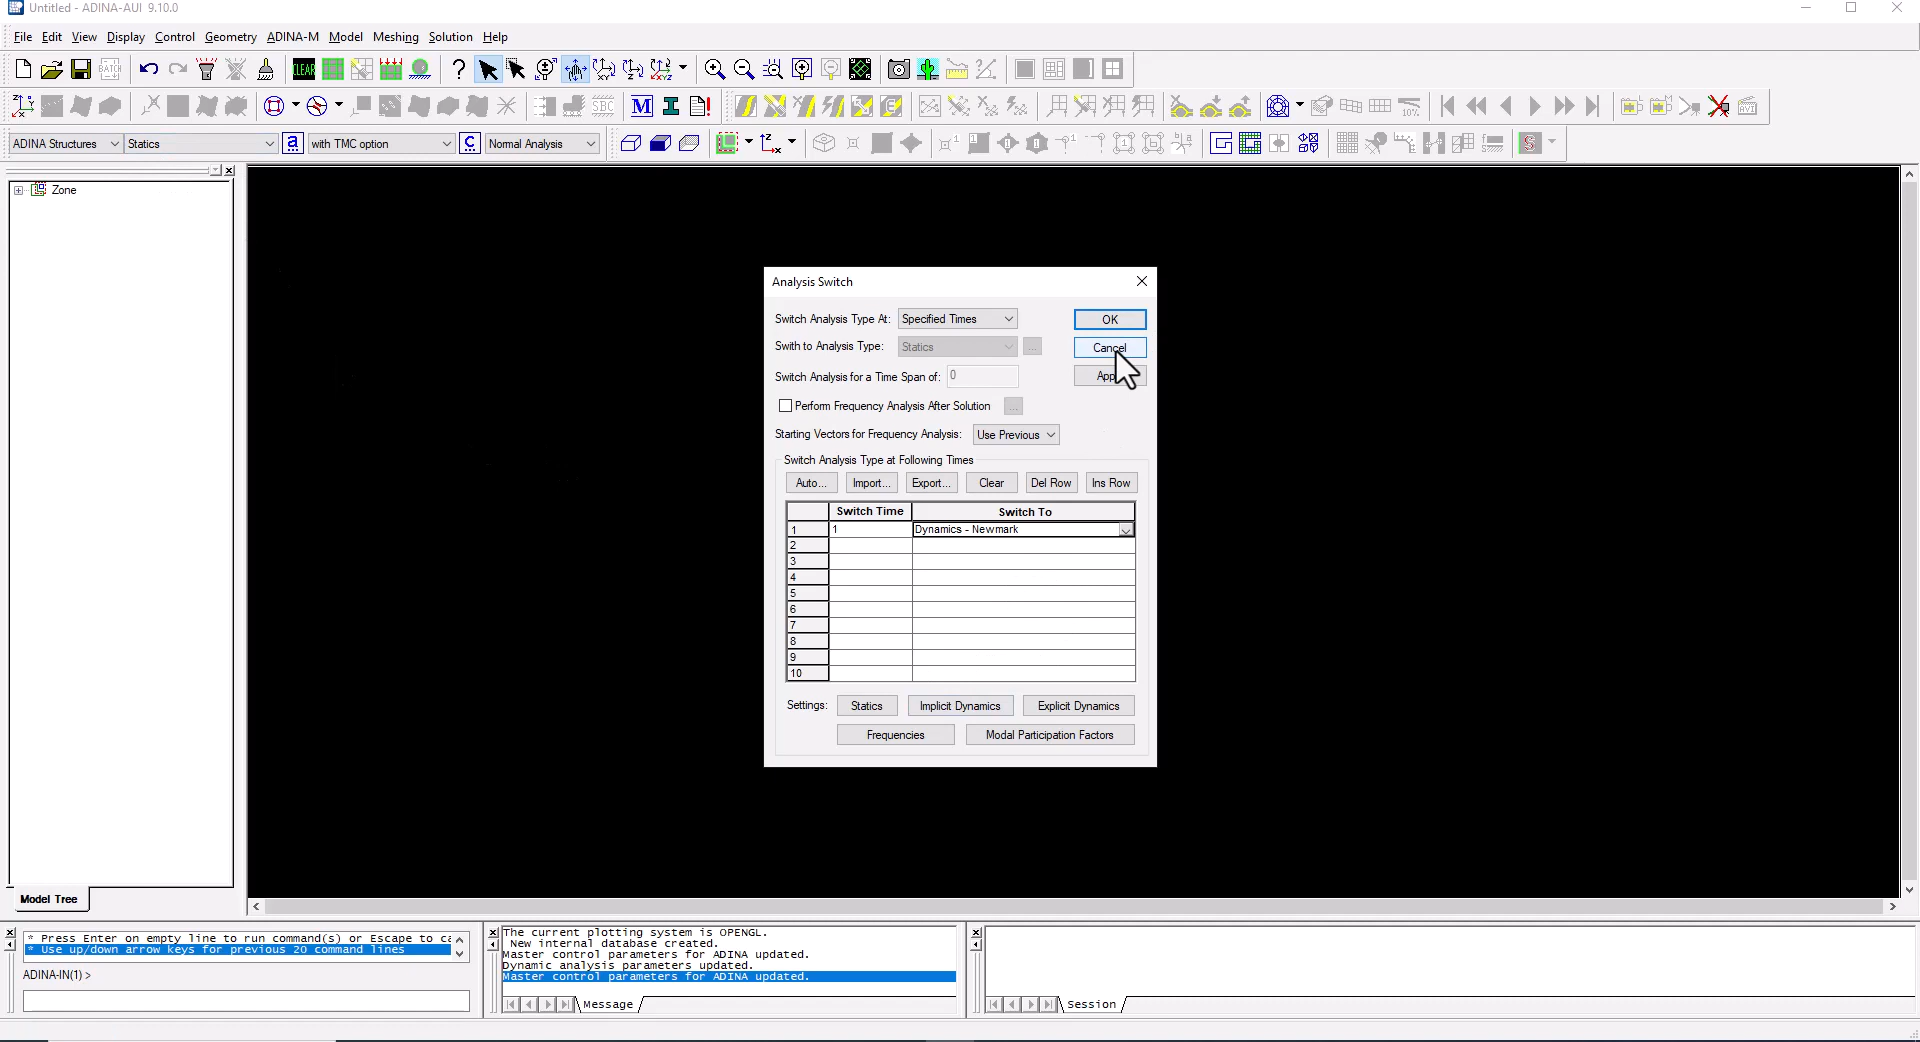 Untitled - ADINA-AUI 9.10.0
File Edit View Display Control Geometry ADINA-M Model Meshing Solution Help
BATCH CLEAR
SBC M 10% AVI
ADINA Structures Statics a with TMC option C Normal Analysis
Zone
Analysis Switch
Switch Analysis Type At: Specified Times OK
Swith to Analysis Type: Statics ... Cancel
Switch Analysis for a Time Span of: 0
Perform Frequency Analysis After Solution ...
Starting Vectors for Frequency Analysis: Use Previous
Switch Analysis Type at Following Times
Auto... Import... Export... Clear Del Row Ins Row
Switch Time Switch To
1 1 Dynamics - Newmark
2
3
4
5
6
7
8
9
10
Settings: Statics Implicit Dynamics Explicit Dynamics
Frequencies Modal Participation Factors
Model Tree
* Press Enter on empty line to run command(s) or Escape to
* Use up/down arrow keys for previous 20 command lines
ADINA-IN(1) >
The current plotting system is OPENGL.
New internal database created.
Master control parameters for ADINA updated.
Dynamic analysis parameters updated.
Master control parameters for ADINA updated.
Message
Session